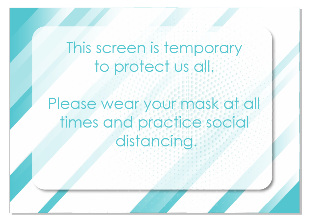 This screen is temporary
to protect us all.
Please wear your mask at all
times and practice social
distancing.